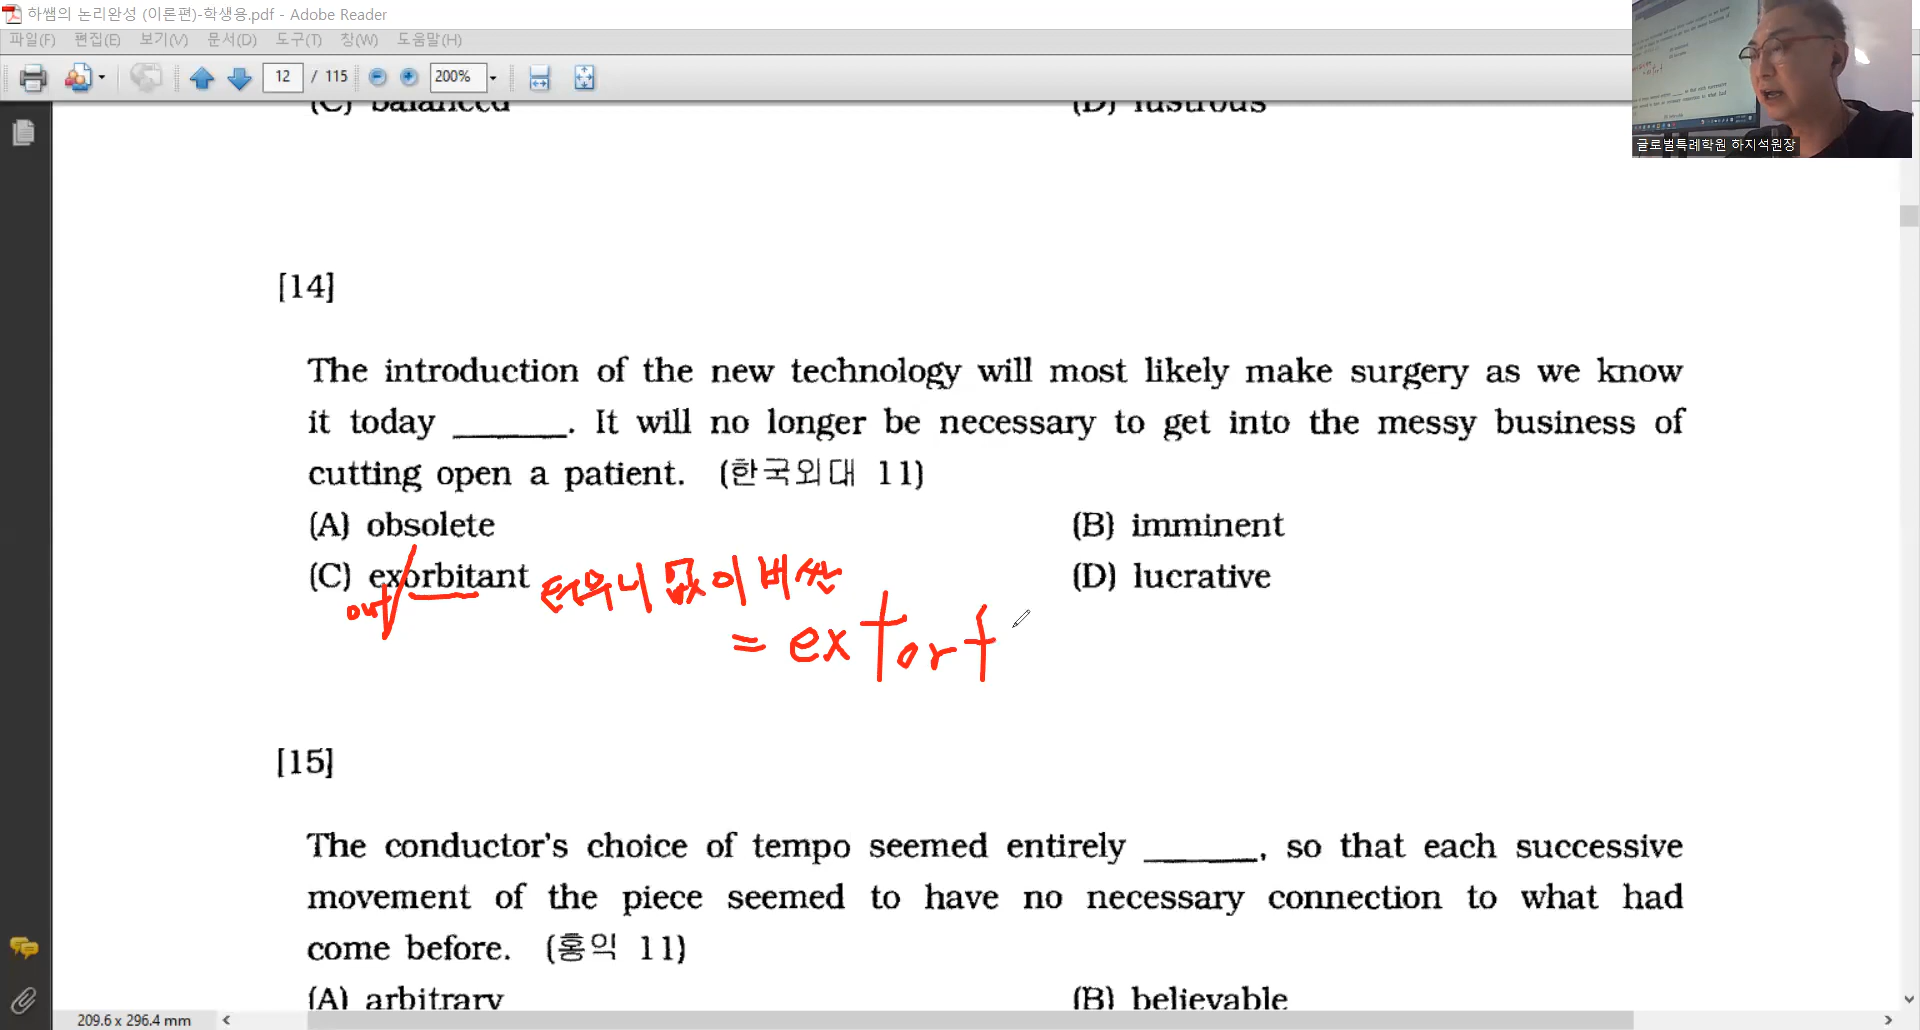 하쌤의 논리완성 (이론편)-학생용.pdf - Adobe Reader
파일(F) 편집(E) 보기(V) 문서(D) 도구(T) 창(W) 도움말(H)
12 / 115 200%
글로벌특례학원 하지석원장
(C) balanced (D) lustrous
[14]
The introduction of the new technology will most likely make surgery as we know
it today ______. It will no longer be necessary to get into the messy business of
cutting open a patient. (한국외대 11)
(A) obsolete (B) imminent
(C) exorbitant 터무니 없이 비싼 (D) lucrative
out
= extort
[15]
The conductor's choice of tempo seemed entirely ______, so that each successive
movement of the piece seemed to have no necessary connection to what had
come before. (홍익 11)
(A) arbitrary (B) believable
209.6 x 296.4 mm